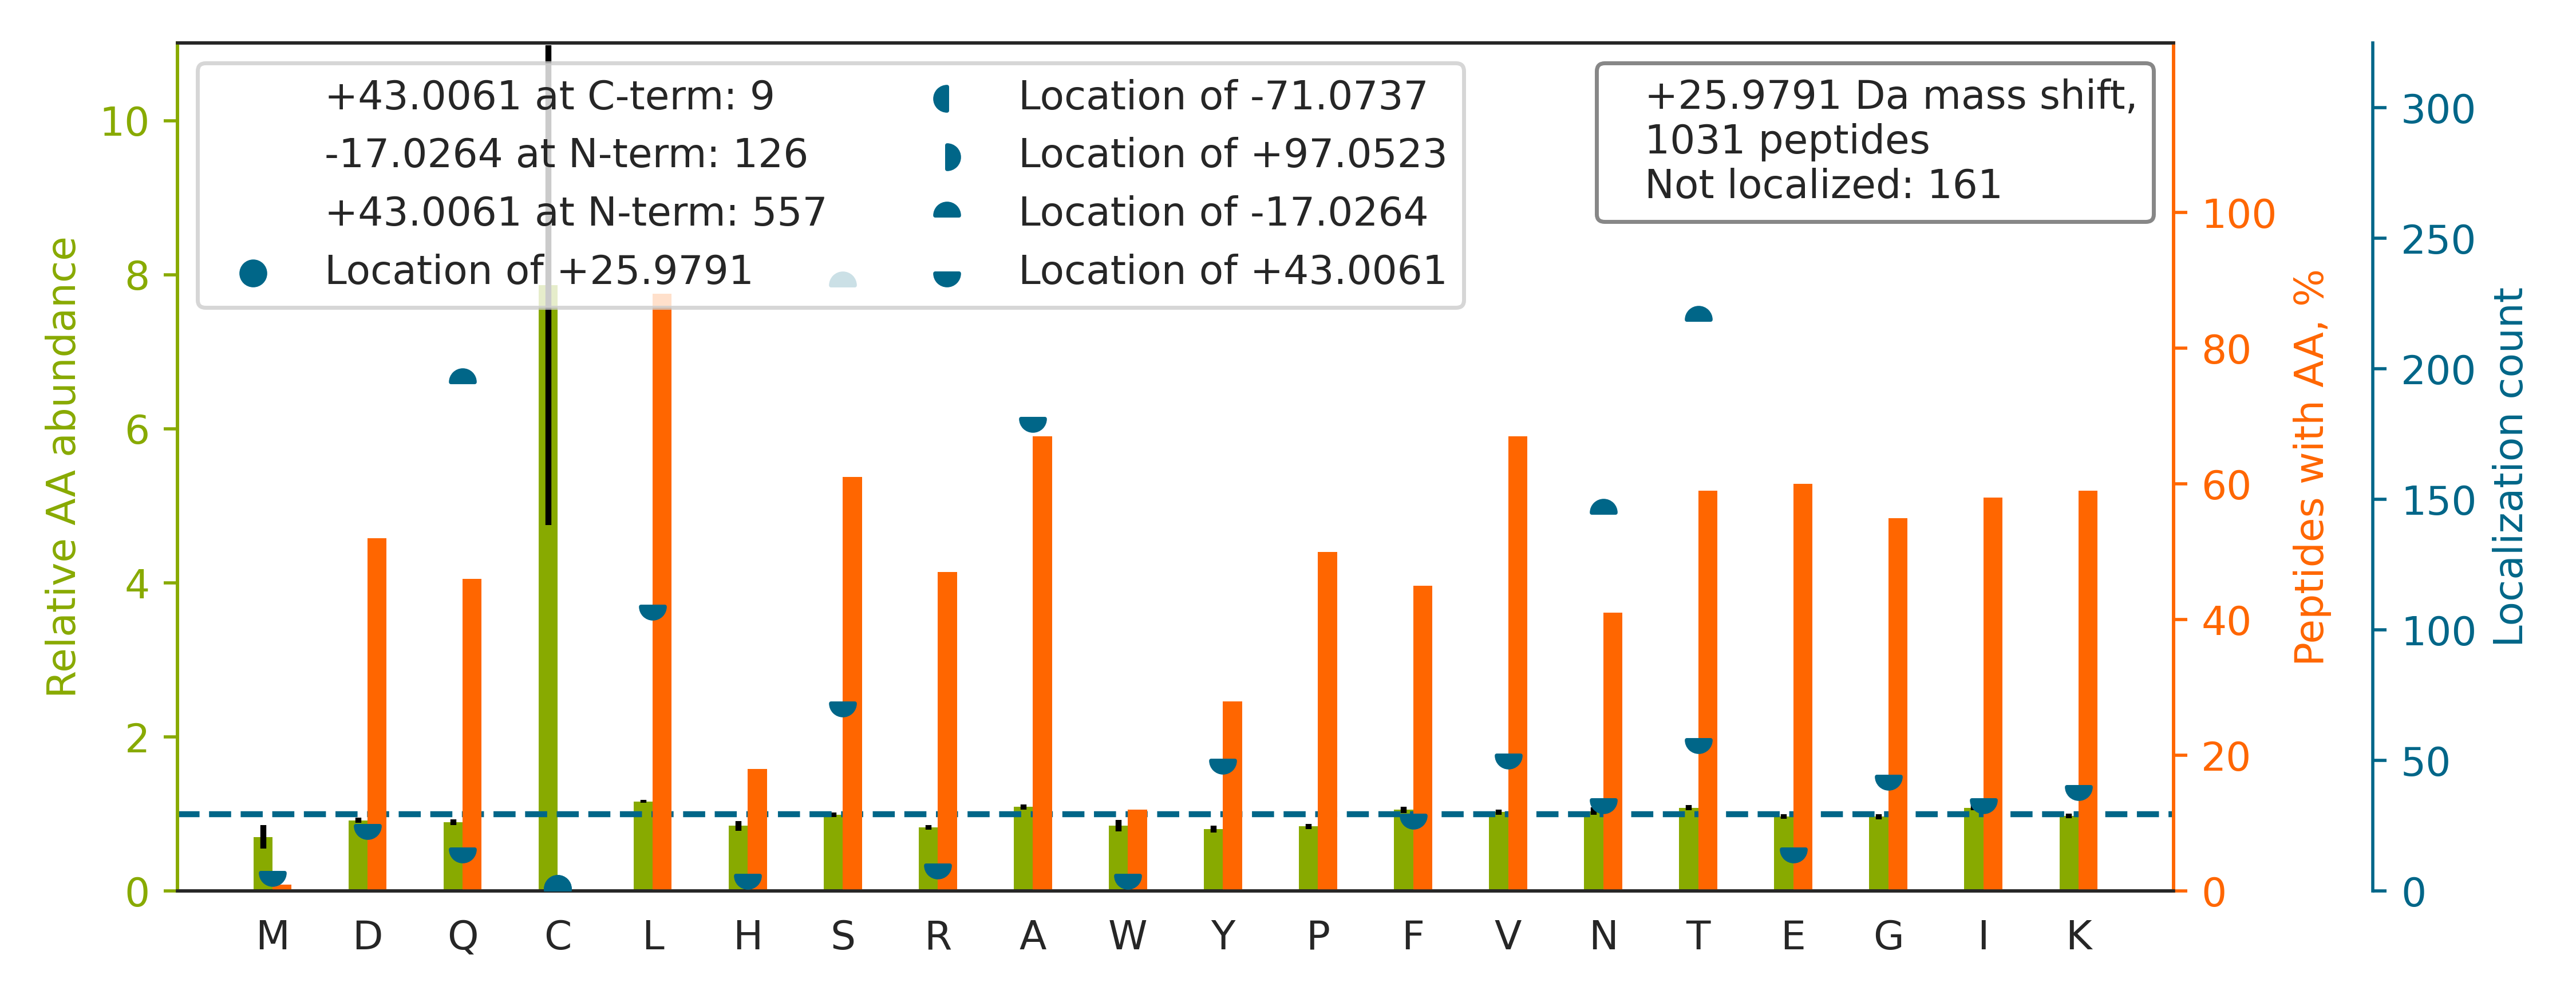 +43.0061 at C-term: 9
-17.0264 at N-term: 126
+43.0061 at N-term: 557
Location of +25.9791
Location of -71.0737
Location of +97.0523
Location of -17.0264
Location of +43.0061
+25.9791 Da mass shift,
1031 peptides
Not localized: 161
Relative AA abundance
10
8
6
4
2
0
M D Q C L H S R A W Y P F V N T E G I K
100
80
60
40
20
0
Peptides with AA, %
300
250
200
150
100
50
0
Localization count